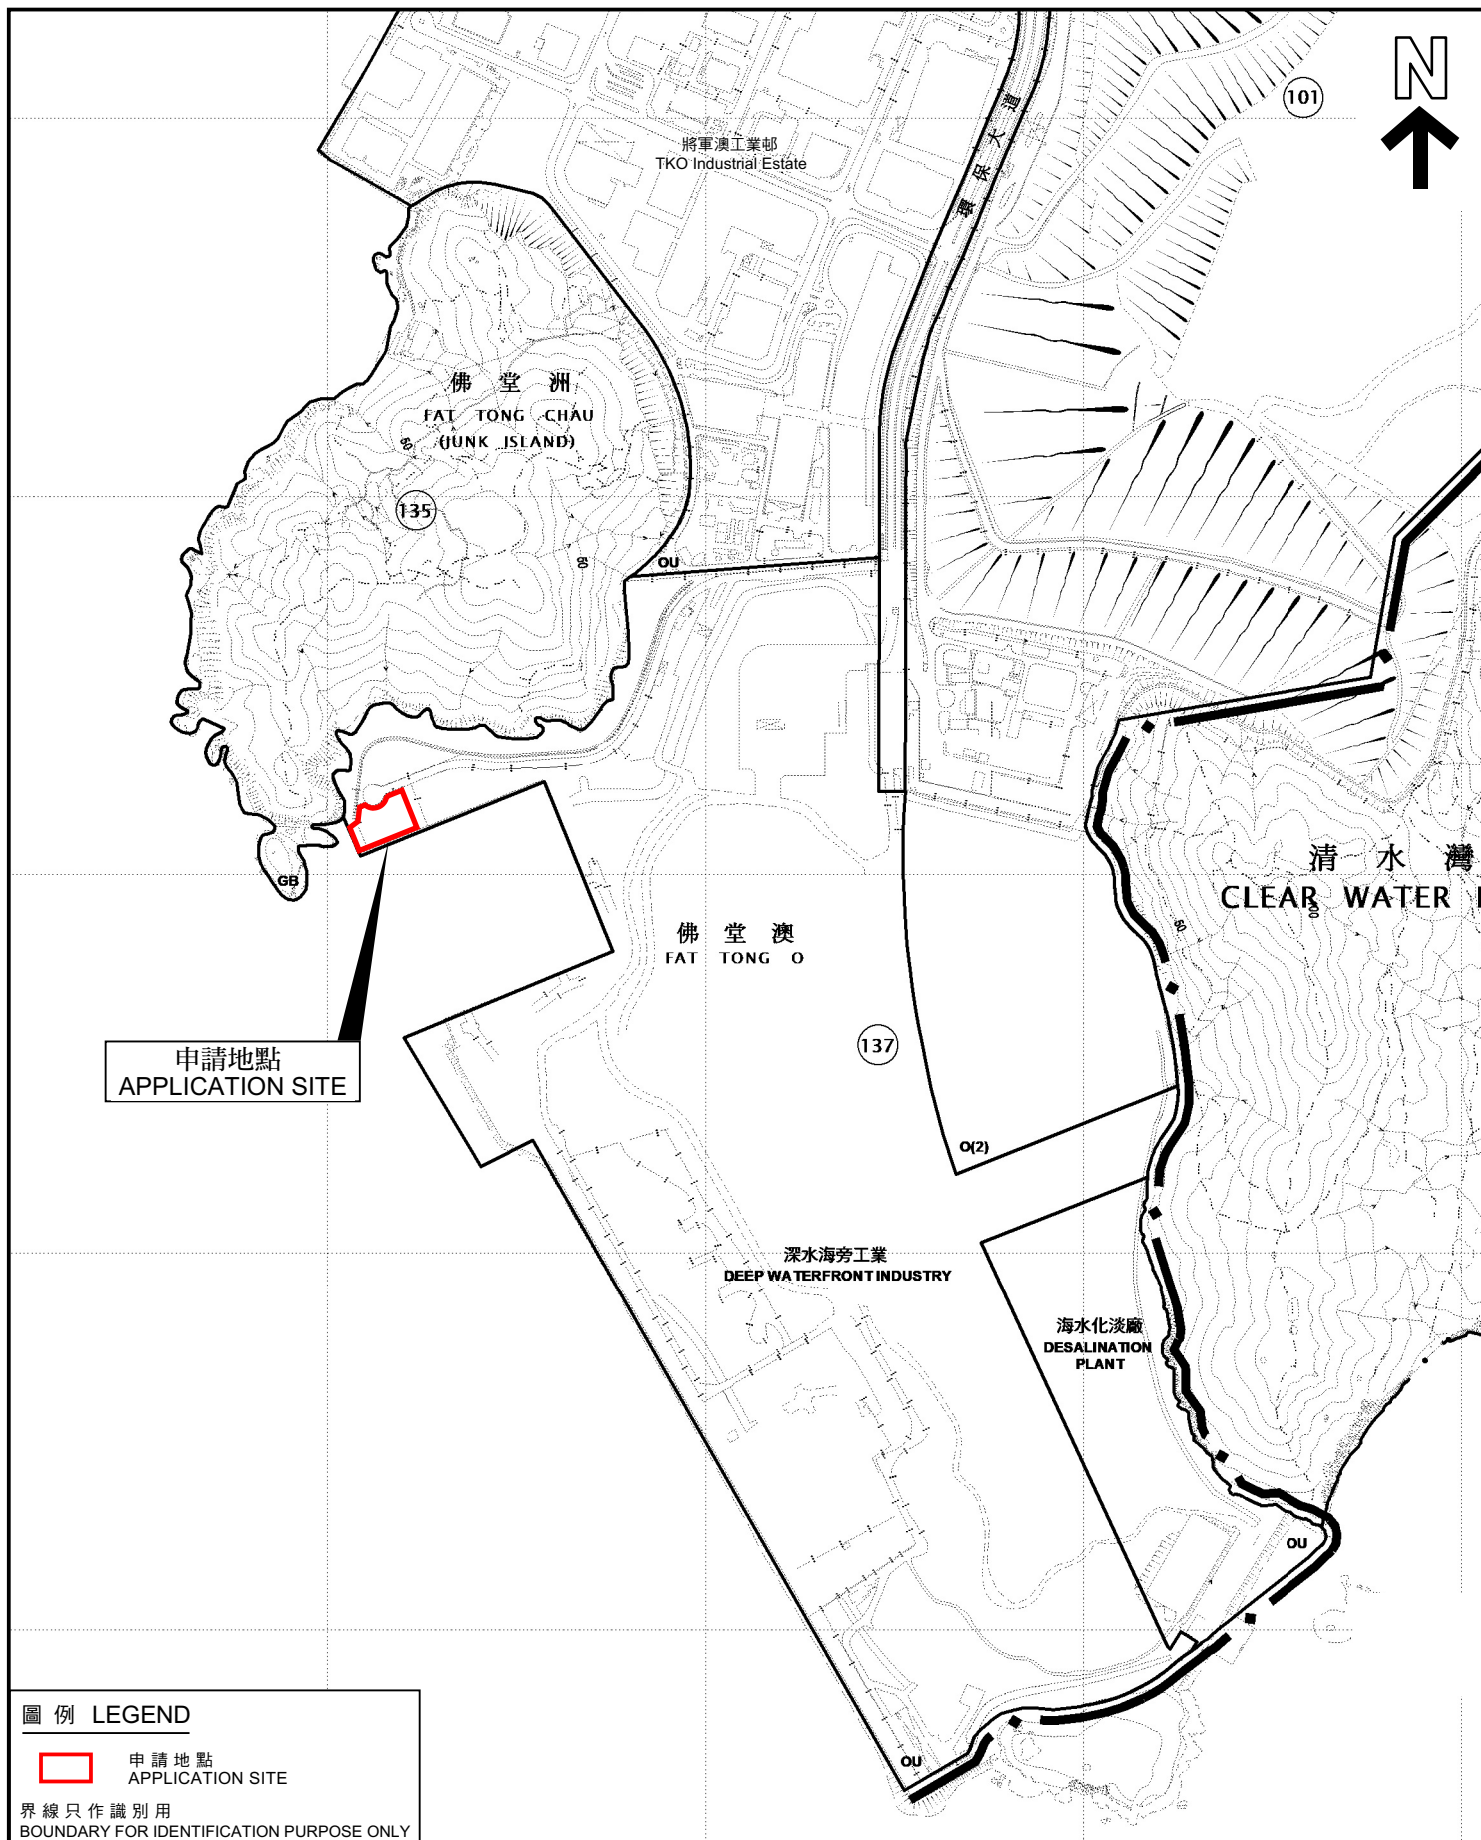 N
101
環保大道
將軍澳工業邨
TKO Industrial Estate
佛堂洲
FAT TONG CHAU
(JUNK ISLAND)
60
135
60
OU
清水灣
CLEAR WATER
50
GB
佛堂澳
FAT TONG O
137
申請地點
APPLICATION SITE
O(2)
深水海旁工業
DEEP WATERFRONT INDUSTRY
海水化淡廠
DESALINATION
PLANT
OU
OU
圖例 LEGEND
申請地點
APPLICATION SITE
界線只作識別用
BOUNDARY FOR IDENTIFICATION PURPOSE ONLY